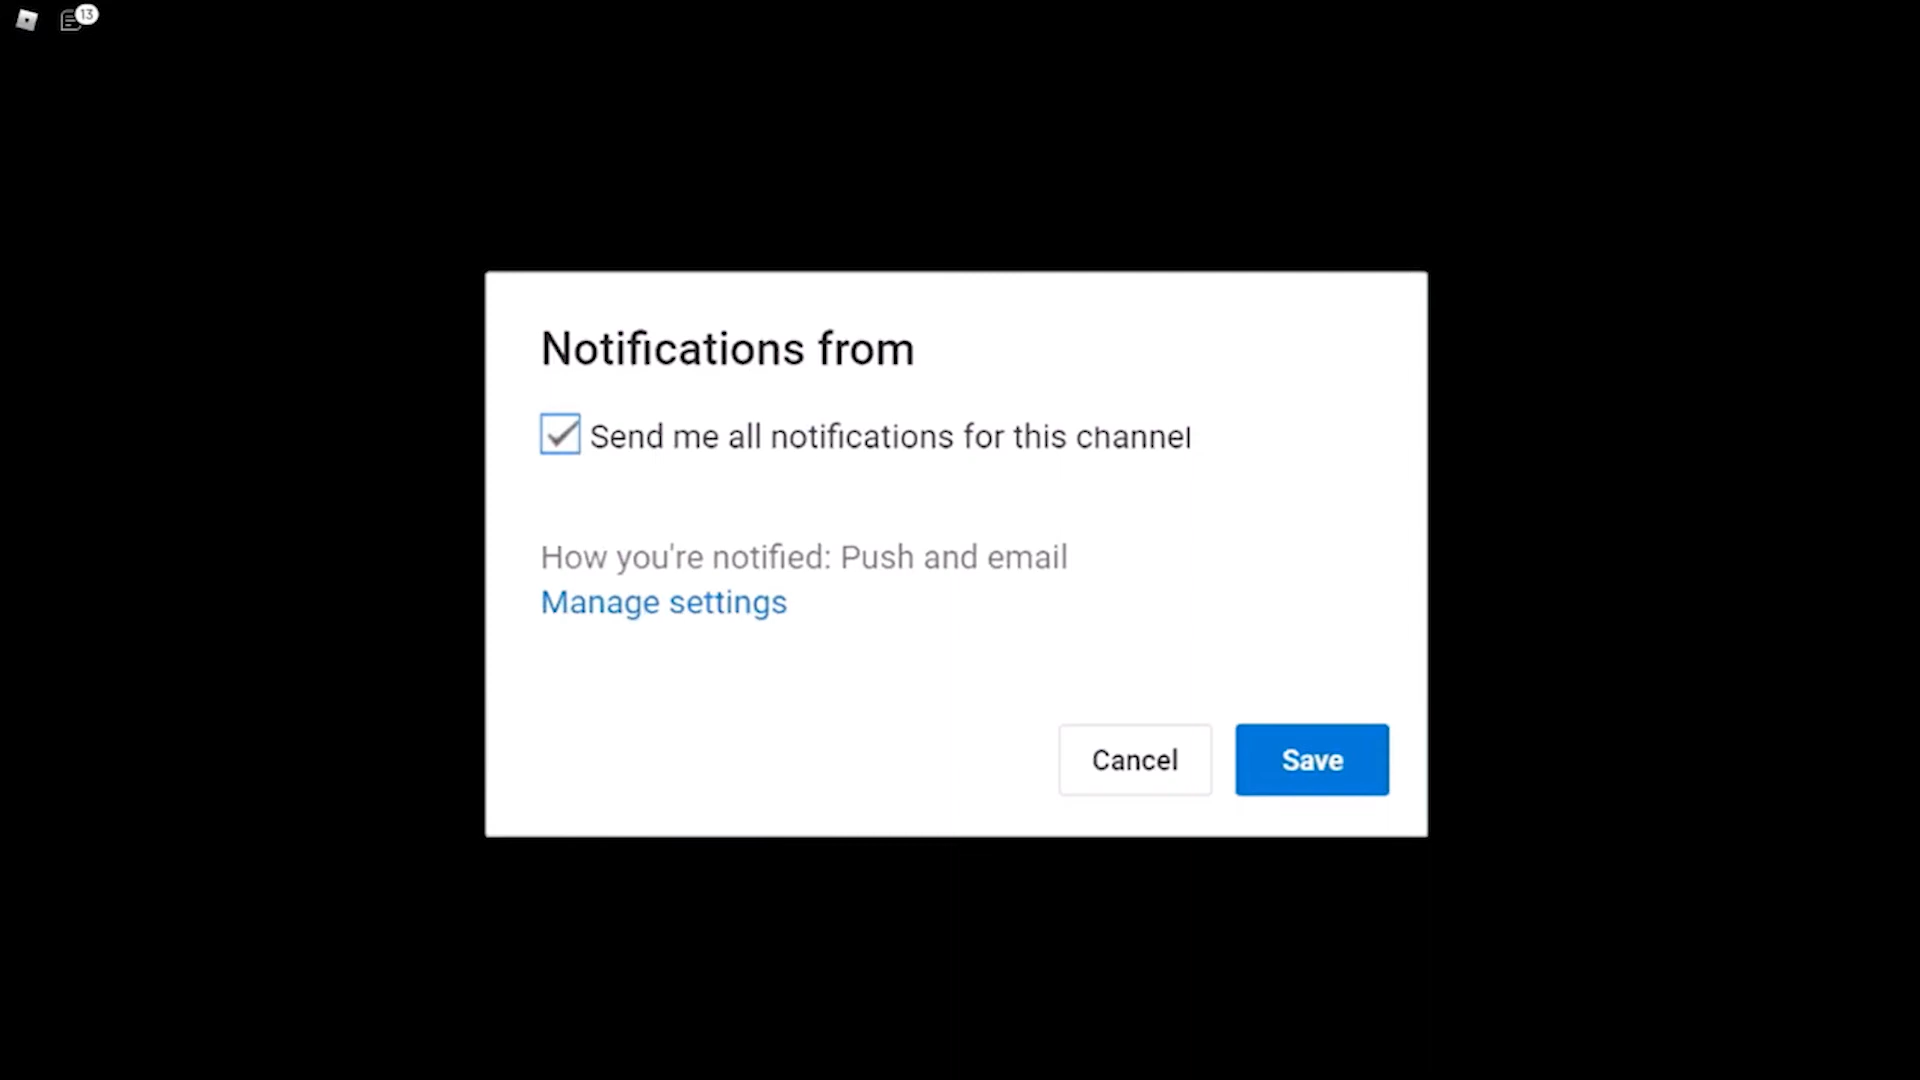 13
Notifications from
Send me all notifications for this channel
How you're notified: Push and email
Manage settings
Cancel
Save